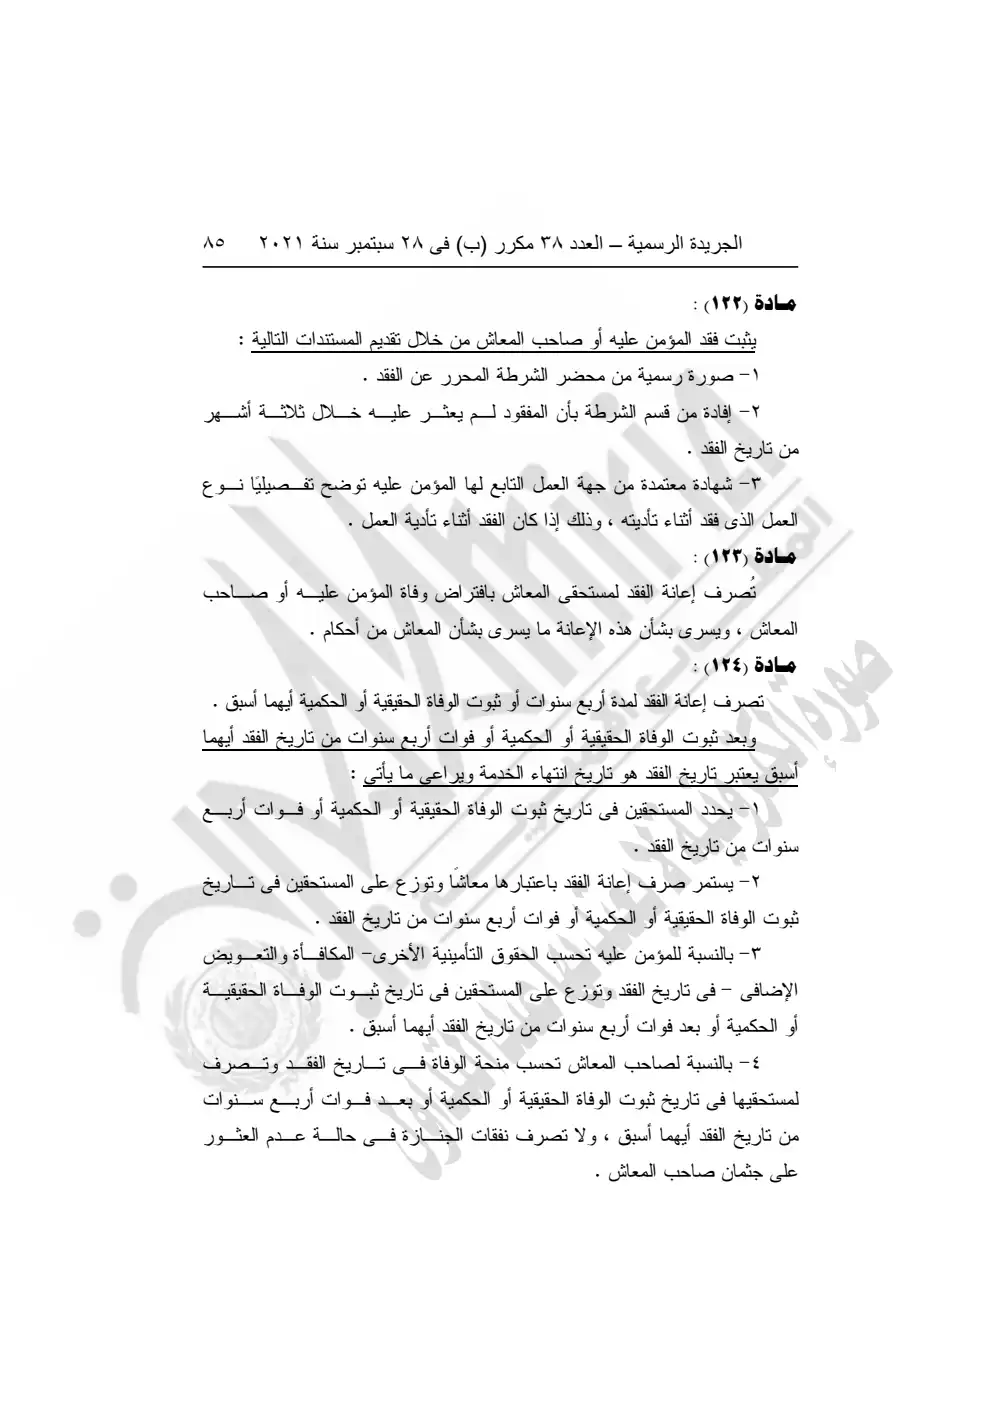 الجريدة الرسمية – العدد ٣٨ مكرر (ب) فى ٢٨ سبتمبر سنة ٢٠٢١ ٨٥
مادة (١٢٢) :
يثبت فقد المؤمن عليه أو صاحب المعاش من خلال تقديم المستندات التالية :
١- صورة رسمية من محضر الشرطة المحرر عن الفقد .
٢- إفادة من قسم الشرطة بأن المفقود لم يعثر عليه خلال ثلاثة أشهر
من تاريخ الفقد .
٣- شهادة معتمدة من جهة العمل التابع لها المؤمن عليه توضح تفصيليًا نوع
العمل الذى فقد أثناء تأديته ، وذلك إذا كان الفقد أثناء تأدية العمل .
مادة (١٢٣) :
تُصرف إعانة الفقد لمستحقى المعاش بافتراض وفاة المؤمن عليه أو صاحب
المعاش ، ويسرى بشأن هذه الإعانة ما يسرى بشأن المعاش من أحكام .
مادة (١٢٤) :
تصرف إعانة الفقد لمدة أربع سنوات أو ثبوت الوفاة الحقيقية أو الحكمية أيهما أسبق .
وبعد ثبوت الوفاة الحقيقية أو الحكمية أو فوات أربع سنوات من تاريخ الفقد أيهما
أسبق يعتبر تاريخ الفقد هو تاريخ انتهاء الخدمة ويراعى ما يأتى :
١- يحدد المستحقين فى تاريخ ثبوت الوفاة الحقيقية أو الحكمية أو فوات أربع
سنوات من تاريخ الفقد .
٢- يستمر صرف إعانة الفقد باعتبارها معاشًا وتوزع على المستحقين فى تاريخ
ثبوت الوفاة الحقيقية أو الحكمية أو فوات أربع سنوات من تاريخ الفقد .
٣- بالنسبة للمؤمن عليه تحسب الحقوق التأمينية الأخرى- المكافأة والتعويض
الإضافى - فى تاريخ الفقد وتوزع على المستحقين فى تاريخ ثبوت الوفاة الحقيقية
أو الحكمية أو بعد فوات أربع سنوات من تاريخ الفقد أيهما أسبق .
٤- بالنسبة لصاحب المعاش تحسب منحة الوفاة فى تاريخ الفقد وتصرف
لمستحقيها فى تاريخ ثبوت الوفاة الحقيقية أو الحكمية أو بعد فوات أربع سنوات
من تاريخ الفقد أيهما أسبق ، ولا تصرف نفقات الجنازة فى حالة عدم العثور
على جثمان صاحب المعاش .